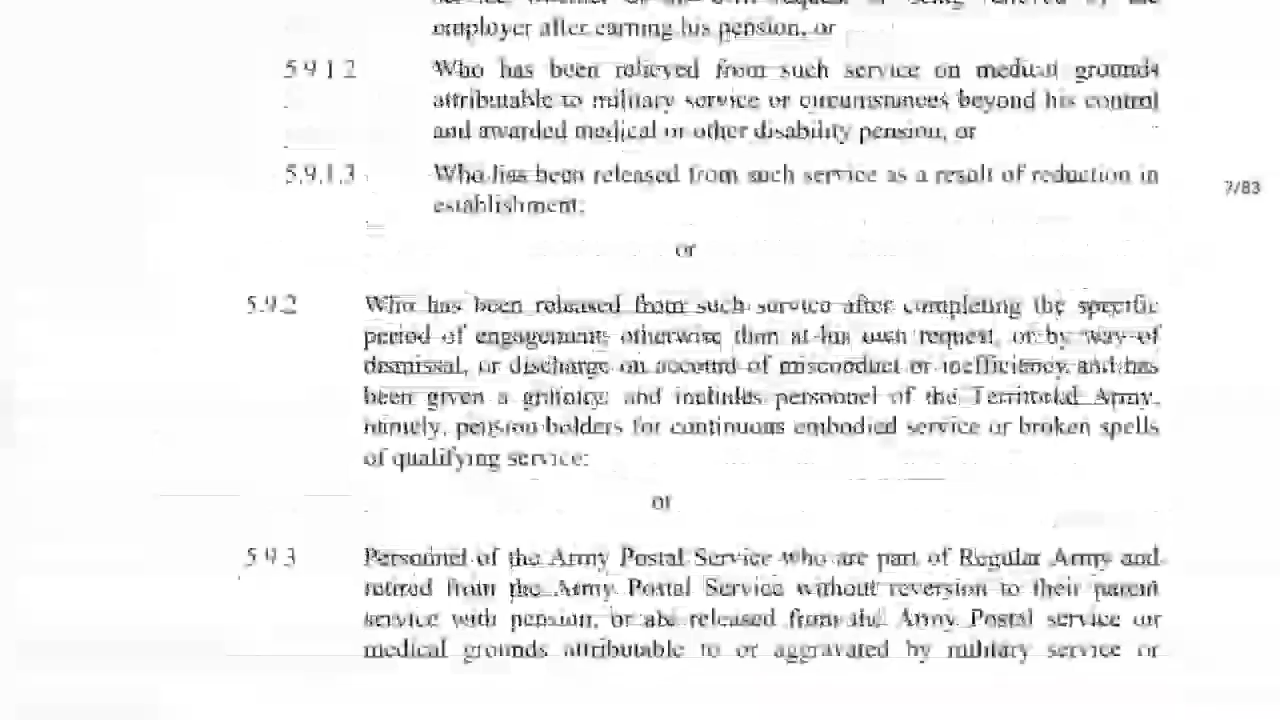 employer after earning his pension, or
5.9.1.2 Who has been relieved from such service on medical grounds
attributable to military service or circumstances beyond his control
and awarded medical or other disability pension, or
5.9.1.3 Who has been released from such service as a result of reduction in
establishment;
7/83
or
5.9.2 Who has been released from such service after completing the specific
period of engagement, otherwise than at his own request, or by way of
dismissal, or discharge on account of misconduct or inefficiency, and has
been given a gratuity; and includes personnel of the Territorial Army,
namely, pension holders for continuous embodied service or broken spells
of qualifying service;
or
5.9.3 Personnel of the Army Postal Service who are part of Regular Army and
retired from the Army Postal Service without reversion to their parent
service with pension, or are released from the Army Postal service on
medical grounds attributable to or aggravated by military service or